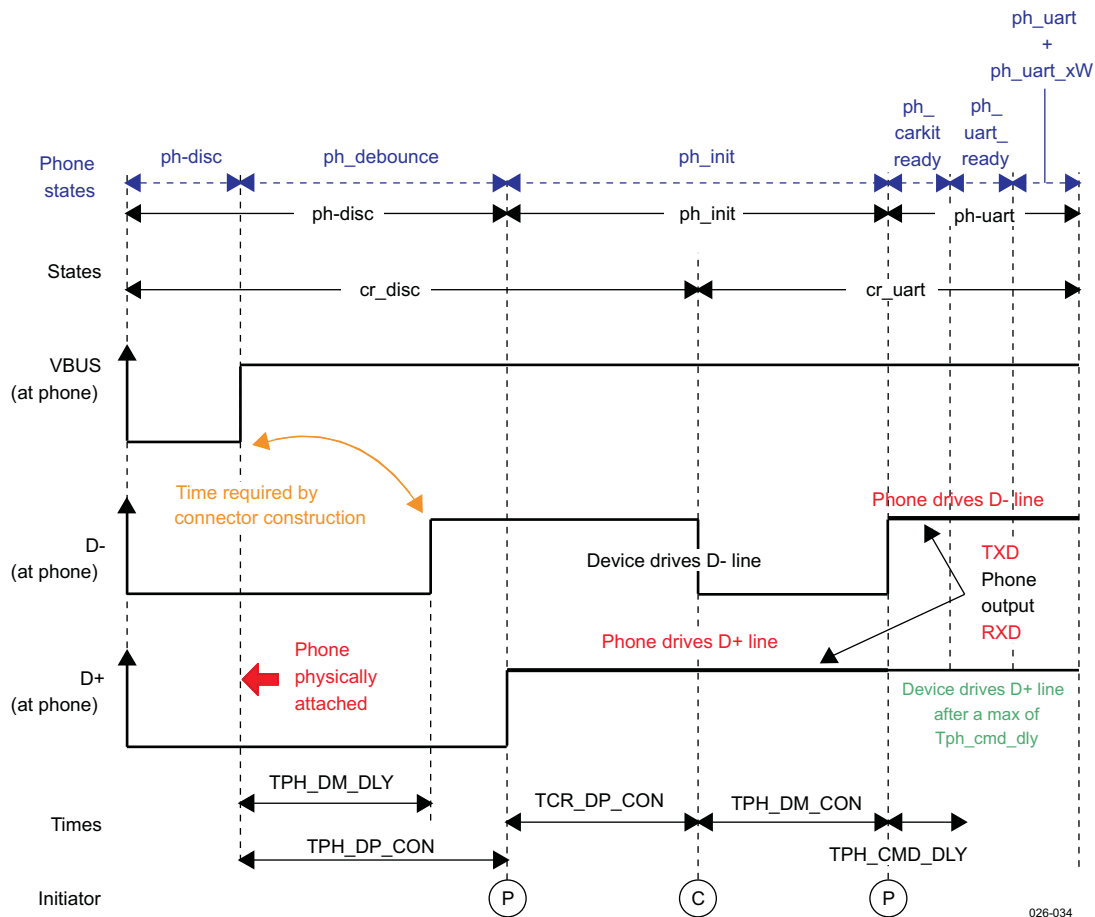 ph_uart
+
ph_uart_xW
ph_
carkit
ready
ph_
uart_
ready
Phone
states
ph-disc
ph_debounce
ph_init
ph-disc
ph_init
ph-uart
States
cr_disc
cr_uart
VBUS
(at phone)
Time required by
connector construction
Phone drives D- line
D-
(at phone)
Device drives D- line
TXD
Phone
output
RXD
Phone drives D+ line
Phone
physically
attached
D+
(at phone)
Device drives D+ line
after a max of
Tph_cmd_dly
Times
TPH_DM_DLY
TCR_DP_CON
TPH_DM_CON
TPH_DP_CON
TPH_CMD_DLY
Initiator
P
C
P
026-034